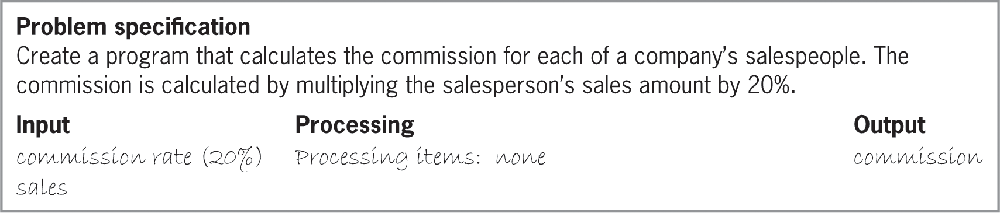 Problem specification
Create a program that calculates the commission for each of a company’s salespeople. The
commission is calculated by multiplying the salesperson’s sales amount by 20%.
Input Processing Output
commission rate (20%) Processing items: none commission
sales